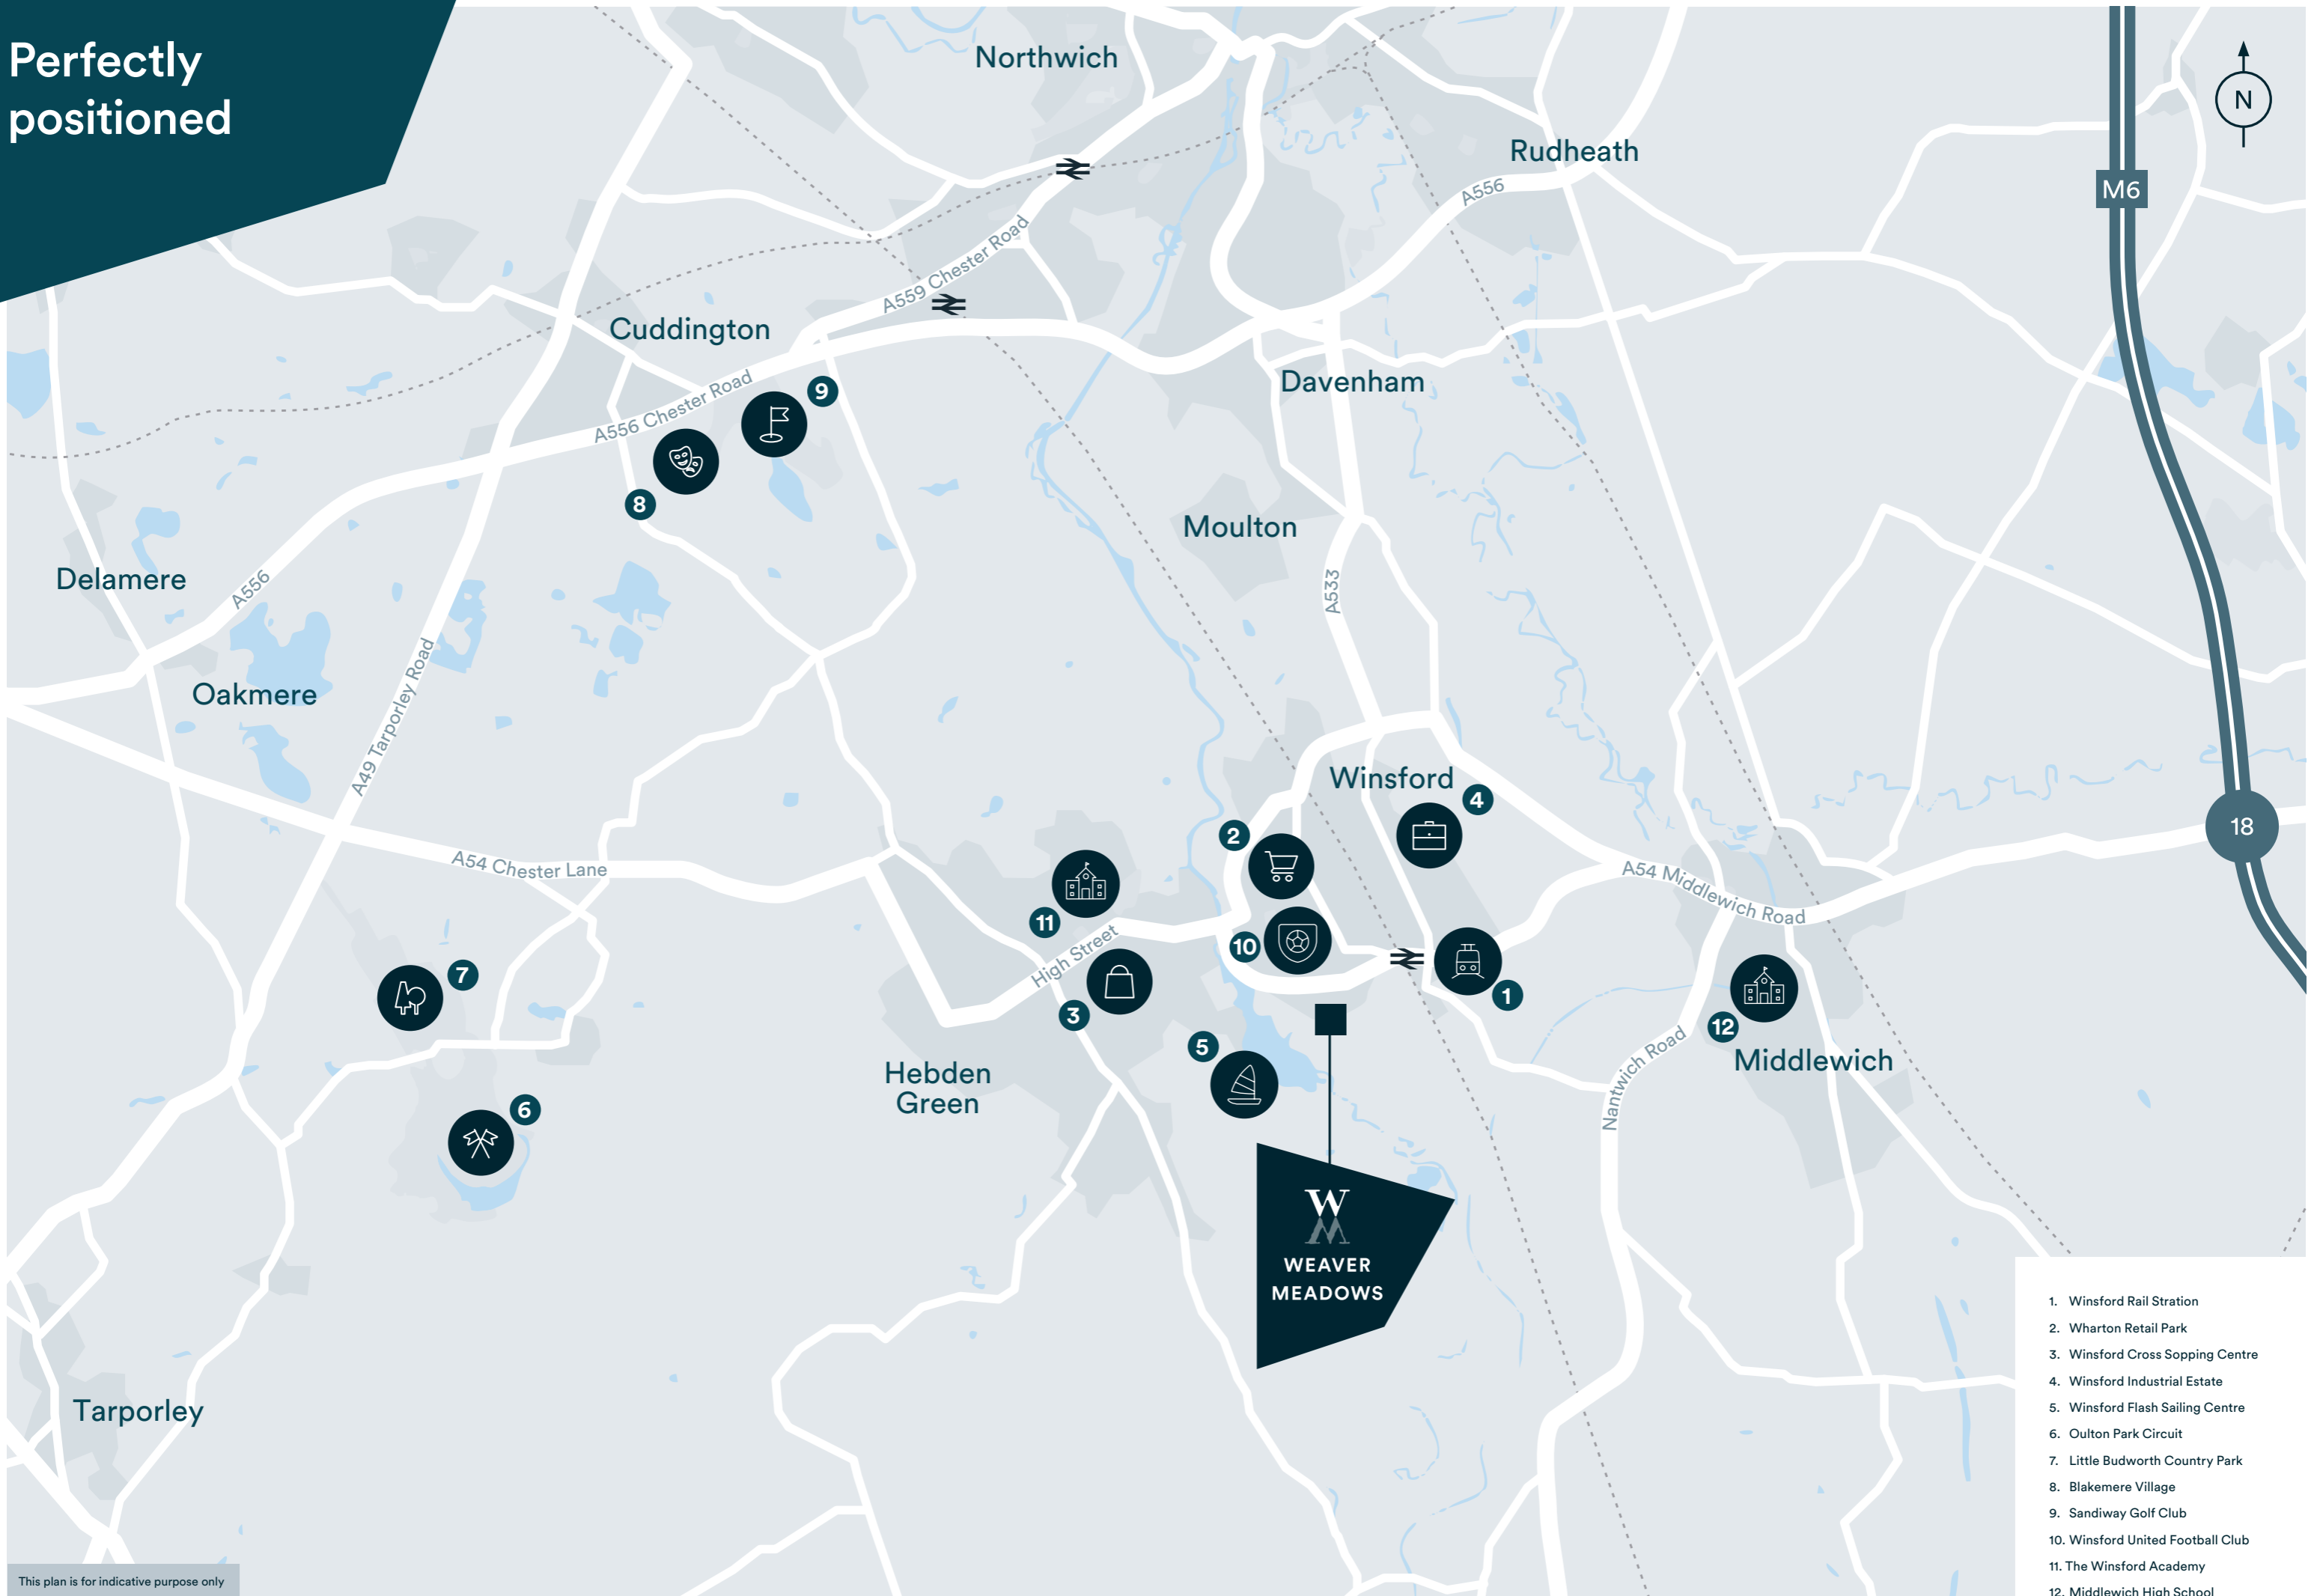 Perfectly
positioned
Northwich
N
Rudheath
M6
A556
A559 Chester Road
Cuddington
Davenham
9
A556 Chester Road
8
Moulton
Delamere
A556
A533
Oakmere
A49 Tarporley Road
Winsford
4
2
18
A54 Chester Lane
A54 Middlewich Road
11
High Street
10
7
1
3
12
Nantwich Road
5
Middlewich
Hebden
Green
6
W
M
WEAVER
MEADOWS
Tarporley
1. Winsford Rail Stration
2. Wharton Retail Park
3. Winsford Cross Sopping Centre
4. Winsford Industrial Estate
5. Winsford Flash Sailing Centre
6. Oulton Park Circuit
7. Little Budworth Country Park
8. Blakemere Village
9. Sandiway Golf Club
10. Winsford United Football Club
11. The Winsford Academy
12. Middlewich High School
This plan is for indicative purpose only